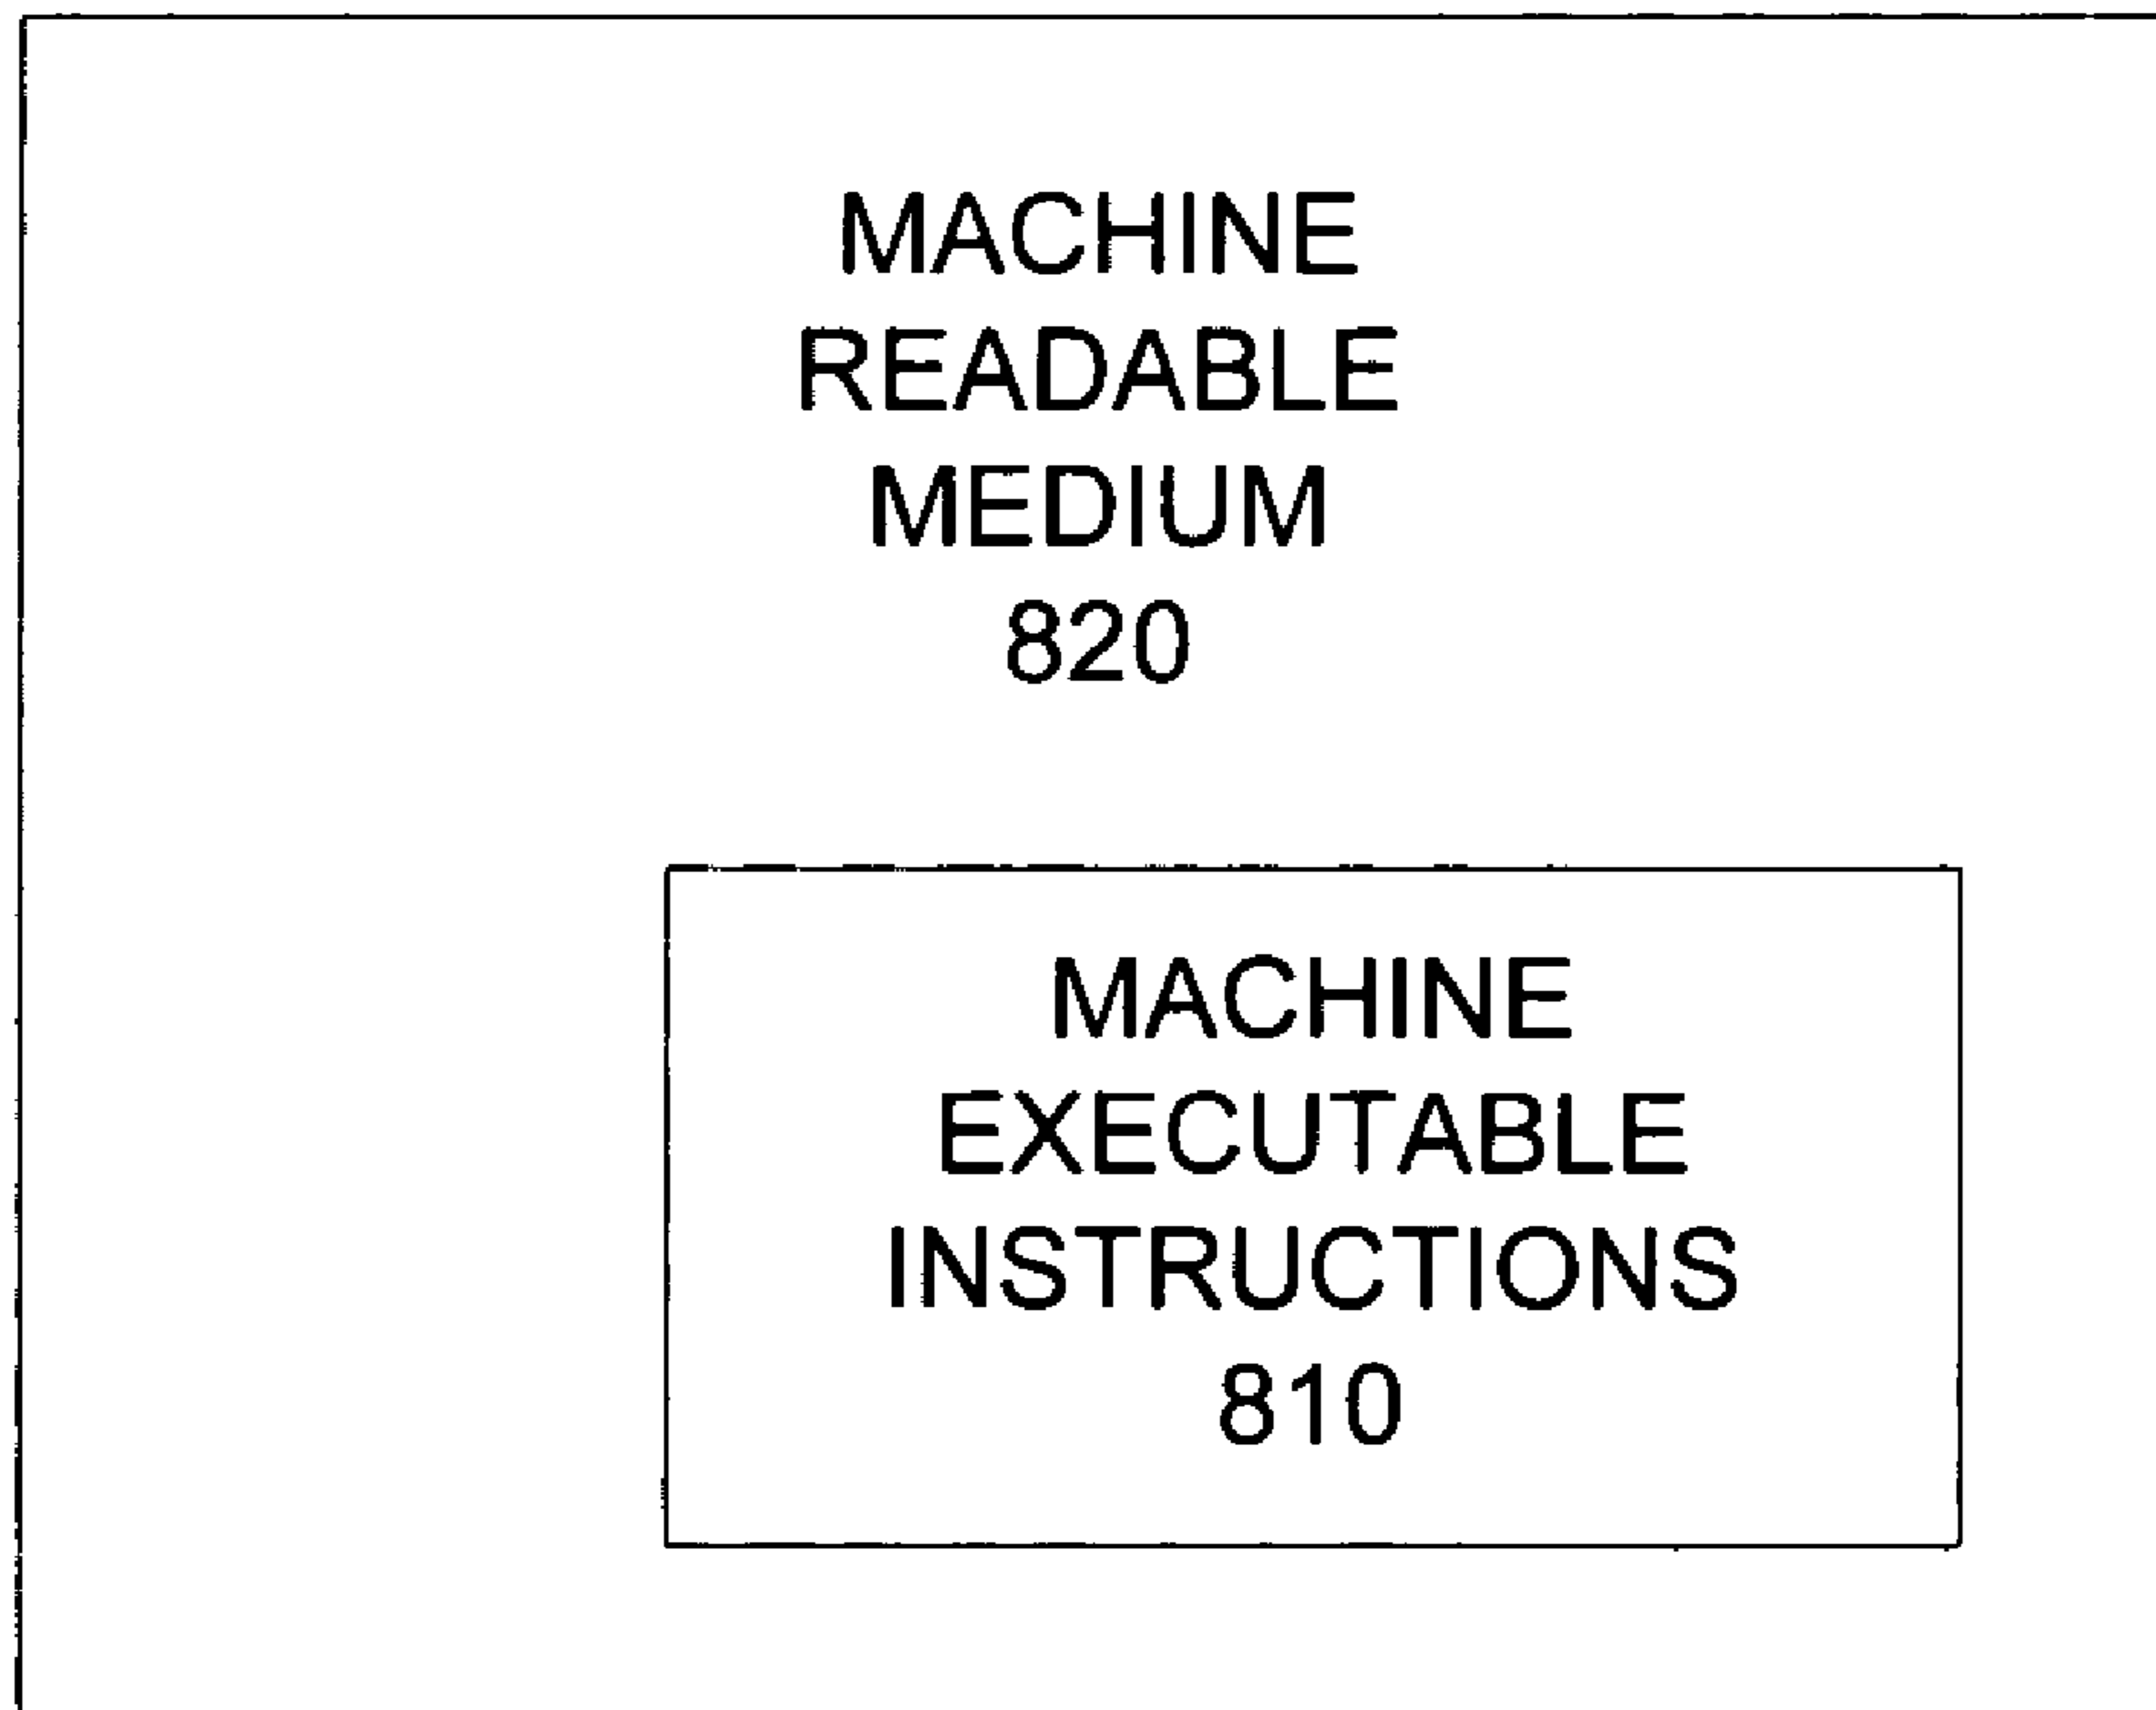 MACHINE
READABLE
MEDIUM
820
MACHINE
EXECUTABLE
INSTRUCTIONS
810